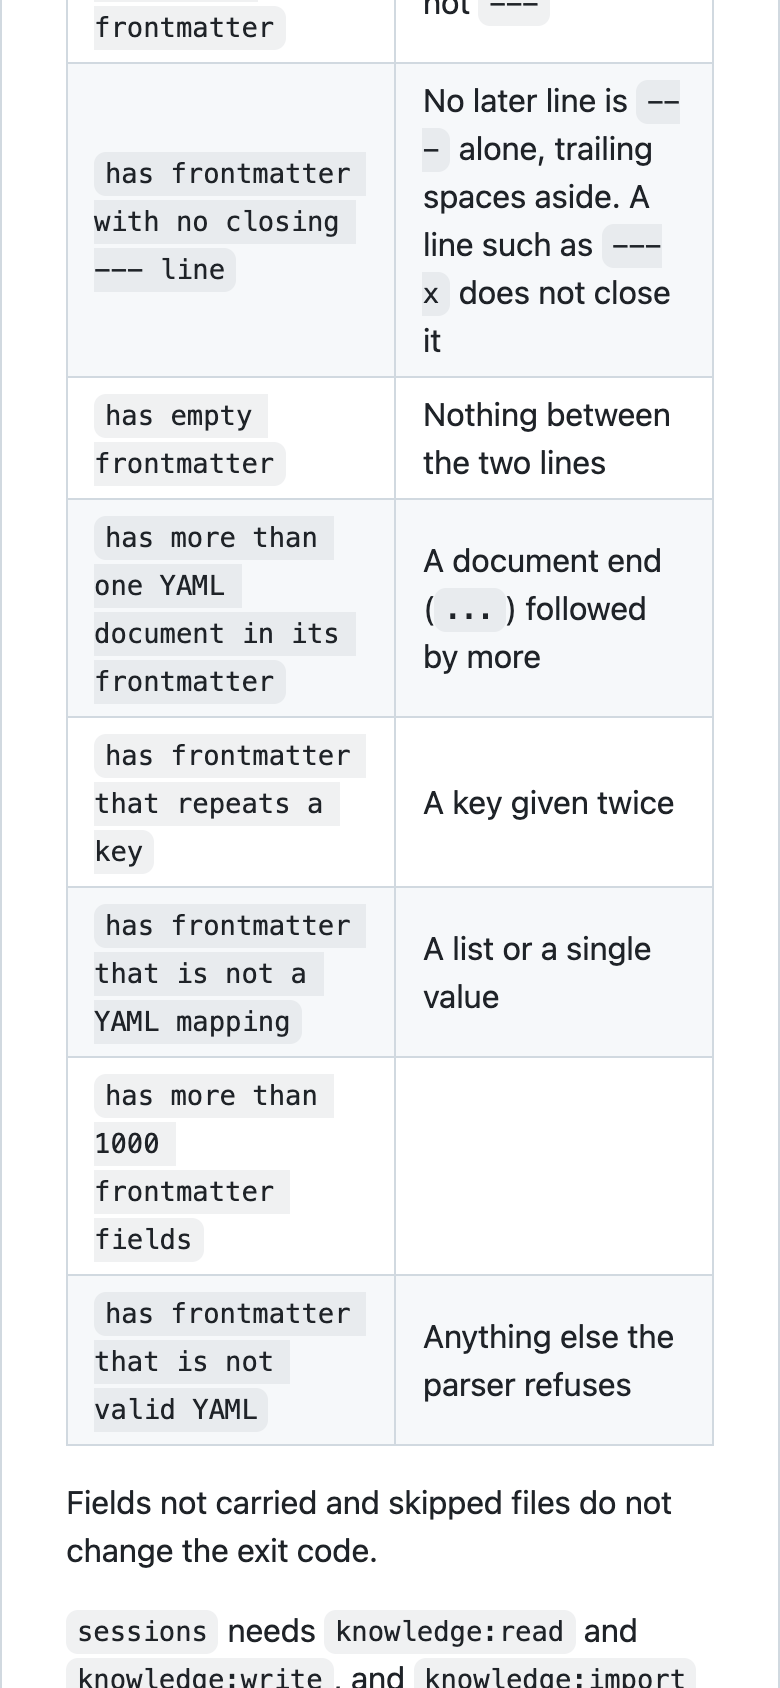 frontmatter
not ---
has frontmatter
with no closing
--- line
No later line is --
- alone, trailing
spaces aside. A
line such as ---
x does not close
it
has empty
frontmatter
Nothing between
the two lines
has more than
one YAML
document in its
frontmatter
A document end
(...) followed
by more
has frontmatter
that repeats a
key
A key given twice
has frontmatter
that is not a
YAML mapping
A list or a single
value
has more than
1000
frontmatter
fields
has frontmatter
that is not
valid YAML
Anything else the
parser refuses
Fields not carried and skipped files do not
change the exit code.
sessions needs knowledge:read and
knowledge:write, and knowledge:import